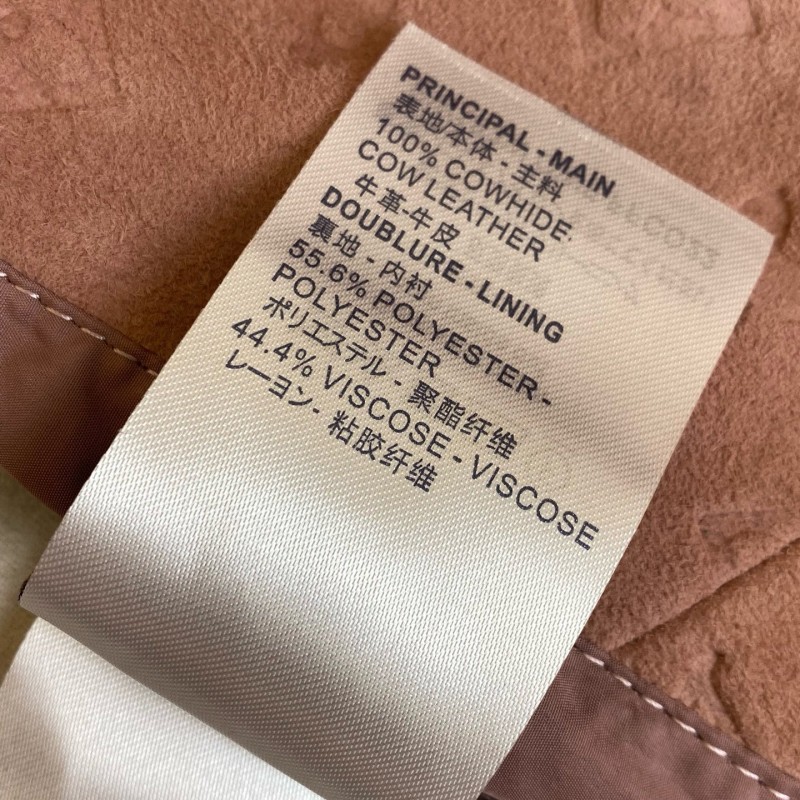 PRINCIPAL - MAIN
表地/本体 - 主料
100% COWHIDE
COW LEATHER
牛革-牛皮
DOUBLURE - LINING
裏地 - 内衬
55.6% POLYESTER -
POLYESTER
ポリエステル - 聚酯纤维
44.4% VISCOSE - VISCOSE
レーヨン - 粘胶纤维